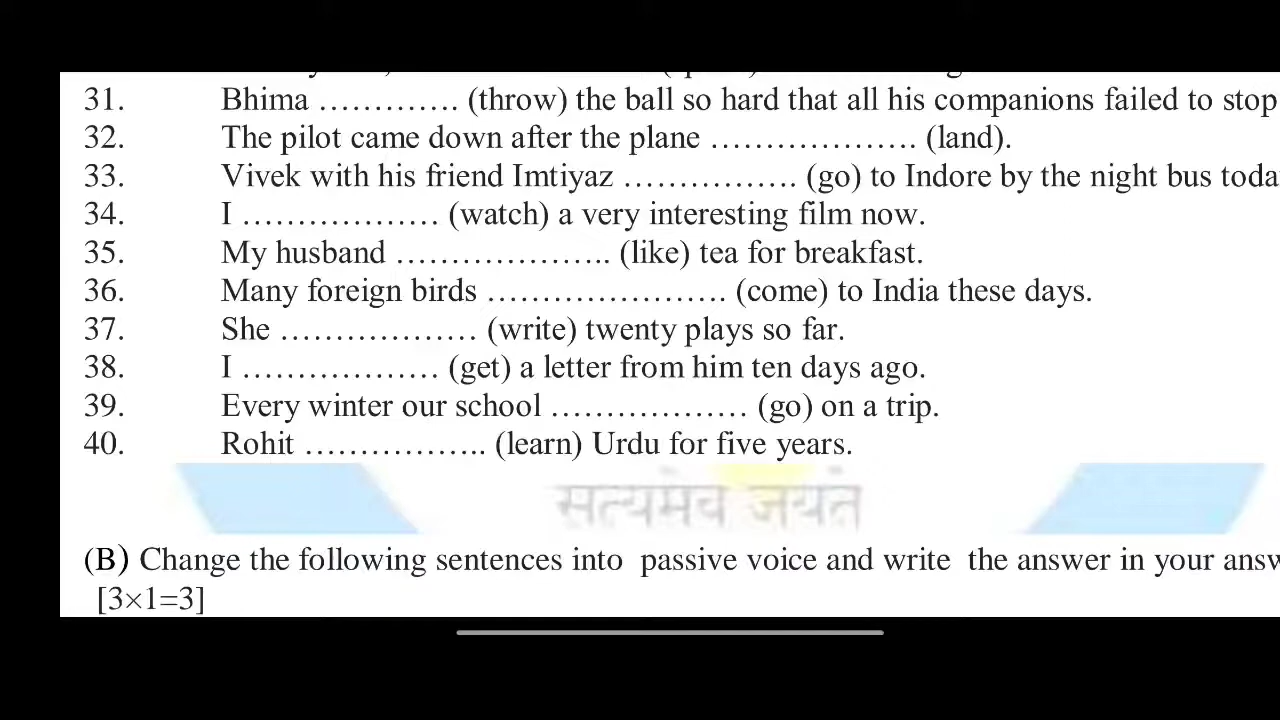 31. Bhima …………. (throw) the ball so hard that all his companions failed to stop
32. The pilot came down after the plane ………………. (land).
33. Vivek with his friend Imtiyaz ……………. (go) to Indore by the night bus toda
34. I ……………… (watch) a very interesting film now.
35. My husband ……………….. (like) tea for breakfast.
36. Many foreign birds …………………. (come) to India these days.
37. She ……………… (write) twenty plays so far.
38. I ……………… (get) a letter from him ten days ago.
39. Every winter our school ……………… (go) on a trip.
40. Rohit …………….. (learn) Urdu for five years.
सत्यमेव जयते
(B) Change the following sentences into passive voice and write the answer in your answ
[3×1=3]